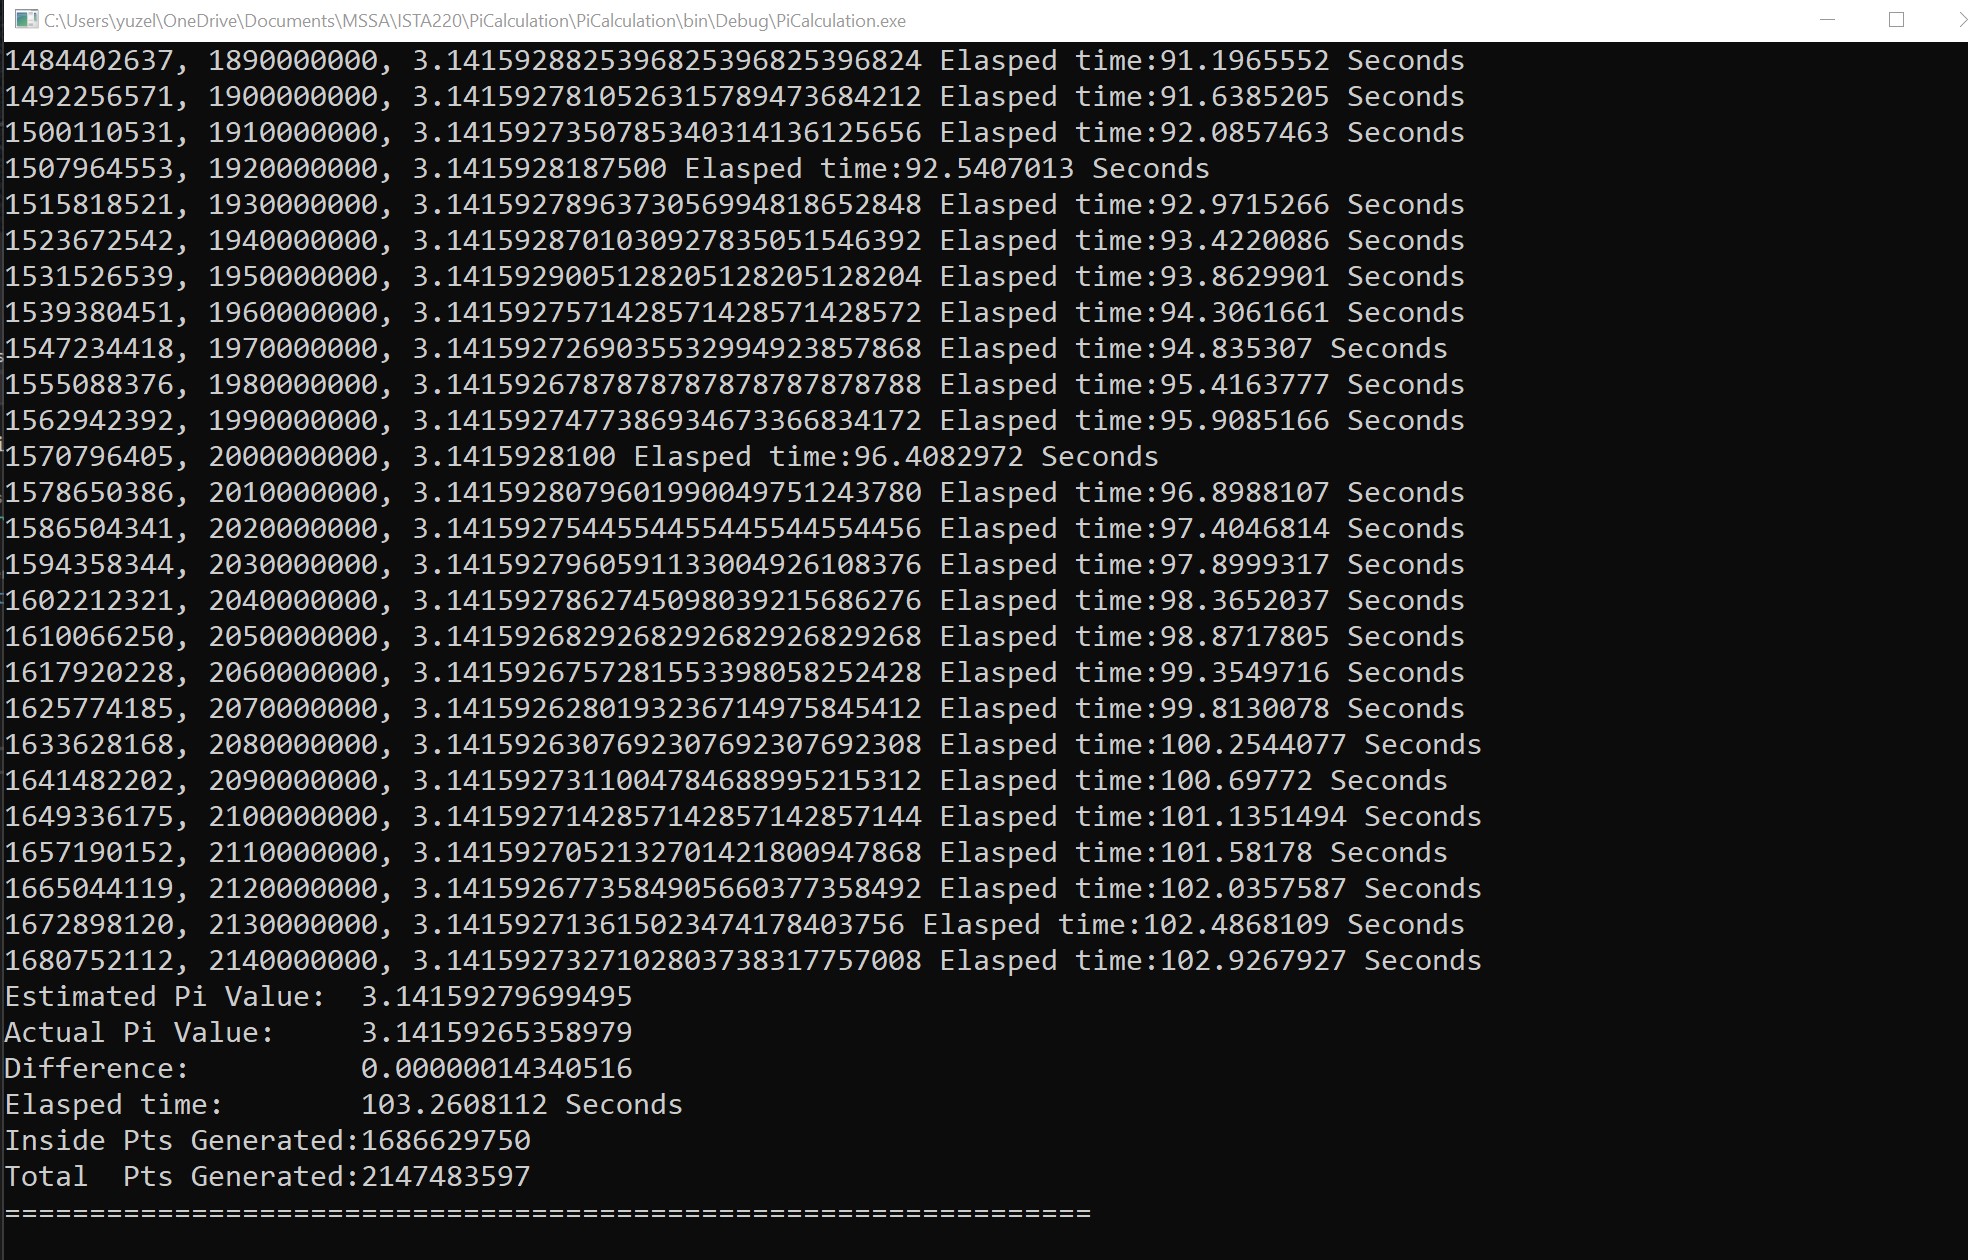 C:\Users\yuzel\OneDrive\Documents\MSSA\ISTA220\PiCalculation\PiCalculation\bin\Debug\PiCalculation.exe
1484402637, 1890000000, 3.1415928825396825396825396824 Elasped time:91.1965552 Seconds
1492256571, 1900000000, 3.1415927810526315789473684212 Elasped time:91.6385205 Seconds
1500110531, 1910000000, 3.1415927350785340314136125656 Elasped time:92.0857463 Seconds
1507964553, 1920000000, 3.1415928187500 Elasped time:92.5407013 Seconds
1515818521, 1930000000, 3.1415927896373056994818652848 Elasped time:92.9715266 Seconds
1523672542, 1940000000, 3.1415928701030927835051546392 Elasped time:93.4220086 Seconds
1531526539, 1950000000, 3.1415929005128205128205128204 Elasped time:93.8629901 Seconds
1539380451, 1960000000, 3.1415927571428571428571428572 Elasped time:94.3061661 Seconds
1547234418, 1970000000, 3.1415927269035532994923857868 Elasped time:94.835307 Seconds
1555088376, 1980000000, 3.1415926787878787878787878788 Elasped time:95.4163777 Seconds
1562942392, 1990000000, 3.1415927477386934673366834172 Elasped time:95.9085166 Seconds
1570796405, 2000000000, 3.1415928100 Elasped time:96.4082972 Seconds
1578650386, 2010000000, 3.1415928079601990049751243780 Elasped time:96.8988107 Seconds
1586504341, 2020000000, 3.1415927544554455445544554456 Elasped time:97.4046814 Seconds
1594358344, 2030000000, 3.1415927960591133004926108376 Elasped time:97.8999317 Seconds
1602212321, 2040000000, 3.1415927862745098039215686276 Elasped time:98.3652037 Seconds
1610066250, 2050000000, 3.1415926829268292682926829268 Elasped time:98.8717805 Seconds
1617920228, 2060000000, 3.1415926757281553398058252428 Elasped time:99.3549716 Seconds
1625774185, 2070000000, 3.1415926280193236714975845412 Elasped time:99.8130078 Seconds
1633628168, 2080000000, 3.1415926307692307692307692308 Elasped time:100.2544077 Seconds
1641482202, 2090000000, 3.1415927311004784688995215312 Elasped time:100.69772 Seconds
1649336175, 2100000000, 3.1415927142857142857142857144 Elasped time:101.1351494 Seconds
1657190152, 2110000000, 3.1415927052132701421800947868 Elasped time:101.58178 Seconds
1665044119, 2120000000, 3.1415926773584905660377358492 Elasped time:102.0357587 Seconds
1672898120, 2130000000, 3.141592713615023474178403756 Elasped time:102.4868109 Seconds
1680752112, 2140000000, 3.1415927327102803738317757008 Elasped time:102.9267927 Seconds
Estimated Pi Value:  3.14159279699495
Actual Pi Value:     3.14159265358979
Difference:          0.00000014340516
Elasped time:        103.2608112 Seconds
Inside Pts Generated:1686629750
Total  Pts Generated:2147483597
================================================================